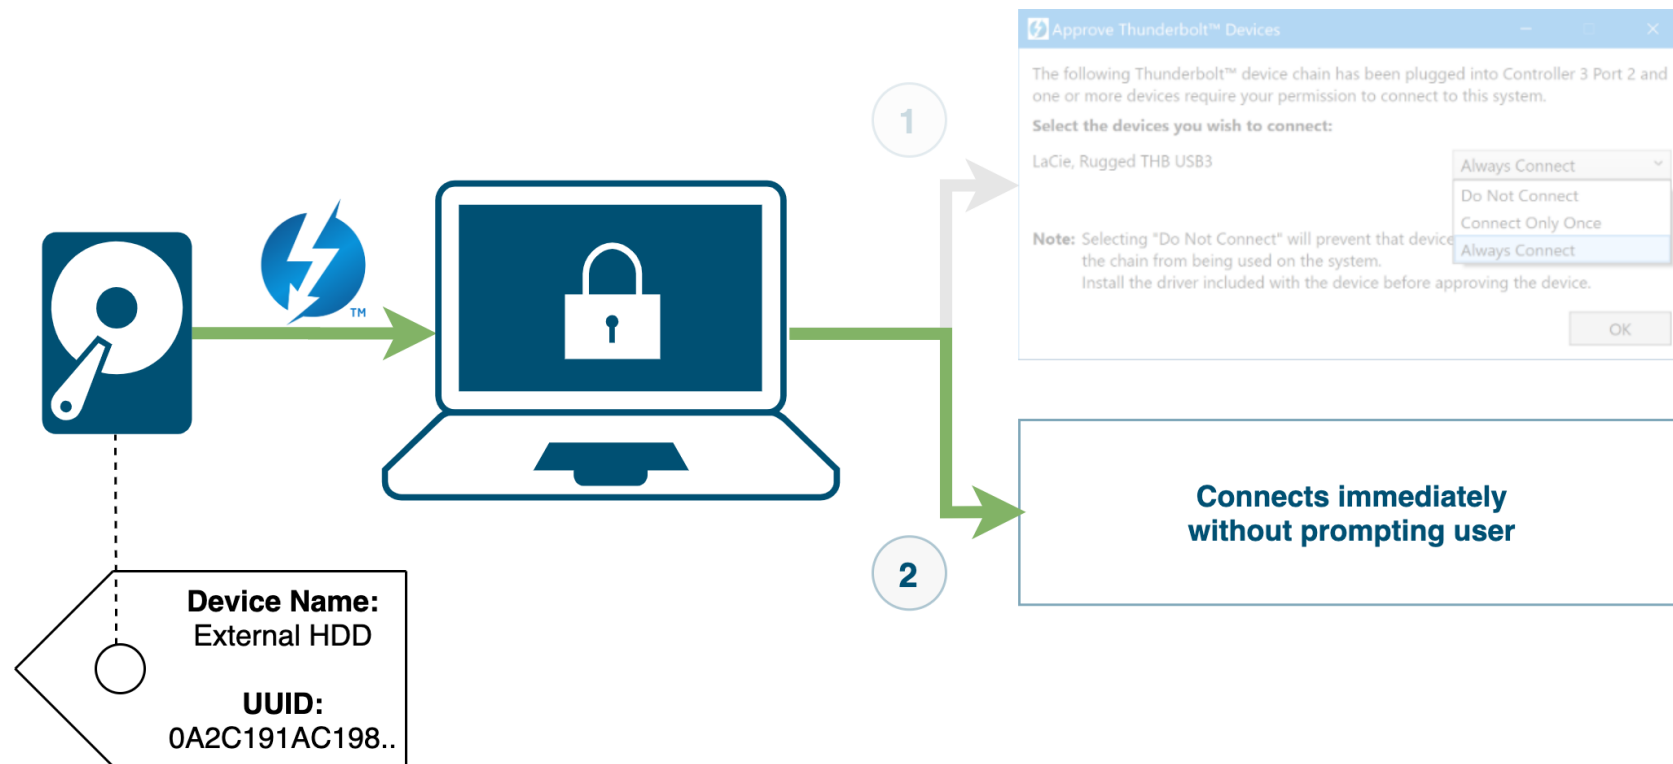 Approve Thunderbolt™ Devices
The following Thunderbolt™ device chain has been plugged into Controller 3 Port 2 and
one or more devices require your permission to connect to this system.
Select the devices you wish to connect:
LaCie, Rugged THB USB3
Always Connect
Do Not Connect
Connect Only Once
Always Connect
Note: Selecting "Do Not Connect" will prevent that device
the chain from being used on the system.
Install the driver included with the device before approving the device.
OK
1
TM
Connects immediately
without prompting user
2
Device Name:
External HDD
UUID:
0A2C191AC198..